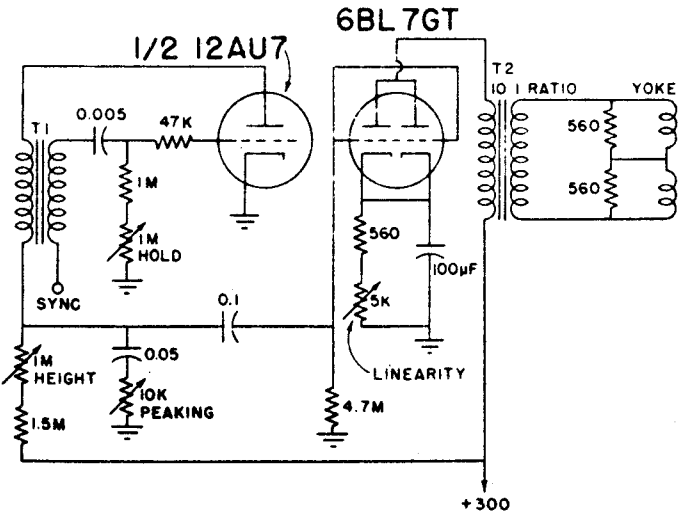 6BL7GT
1/2 12AU7
T2
10 1 RATIO
YOKE
0.005
T1
47K
560
560
1M
1M
HOLD
560
100µF
SYNC
0.1
5K
1M
HEIGHT
0.05
LINEARITY
10K
PEAKING
4.7M
1.5M
+300